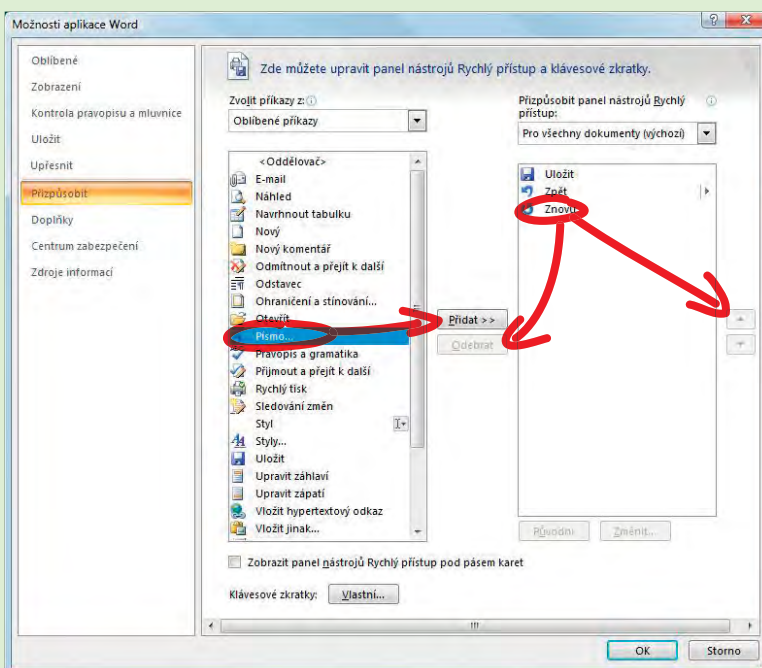 Možnosti aplikace Word
Oblíbené
Zobrazení
Kontrola pravopisu a mluvnice
Uložit
Upřesnit
Přizpůsobit
Doplňky
Centrum zabezpečení
Zdroje informací
Zde můžete upravit panel nástrojů Rychlý přístup a klávesové zkratky.
Zvolit příkazy z:
Oblíbené příkazy
<Oddělovač>
E-mail
Náhled
Navrhnout tabulku
Nový
Nový komentář
Odmítnout a přejít k další
Odstavec
Ohraničení a stínování...
Otevřít
Písmo...
Pravopis a gramatika
Přijmout a přejít k další
Rychlý tisk
Sledování změn
Styl
Styly...
Uložit
Upravit záhlaví
Upravit zápatí
Vložit hypertextový odkaz
Vložit jinak...
Přidat >>
Odebrat
Přizpůsobit panel nástrojů Rychlý
přístup:
Pro všechny dokumenty (výchozí)
Uložit
Zpět
Znovu
Původní
Změnit...
Zobrazit panel nástrojů Rychlý přístup pod pásem karet
Klávesové zkratky:
Vlastní...
OK
Storno